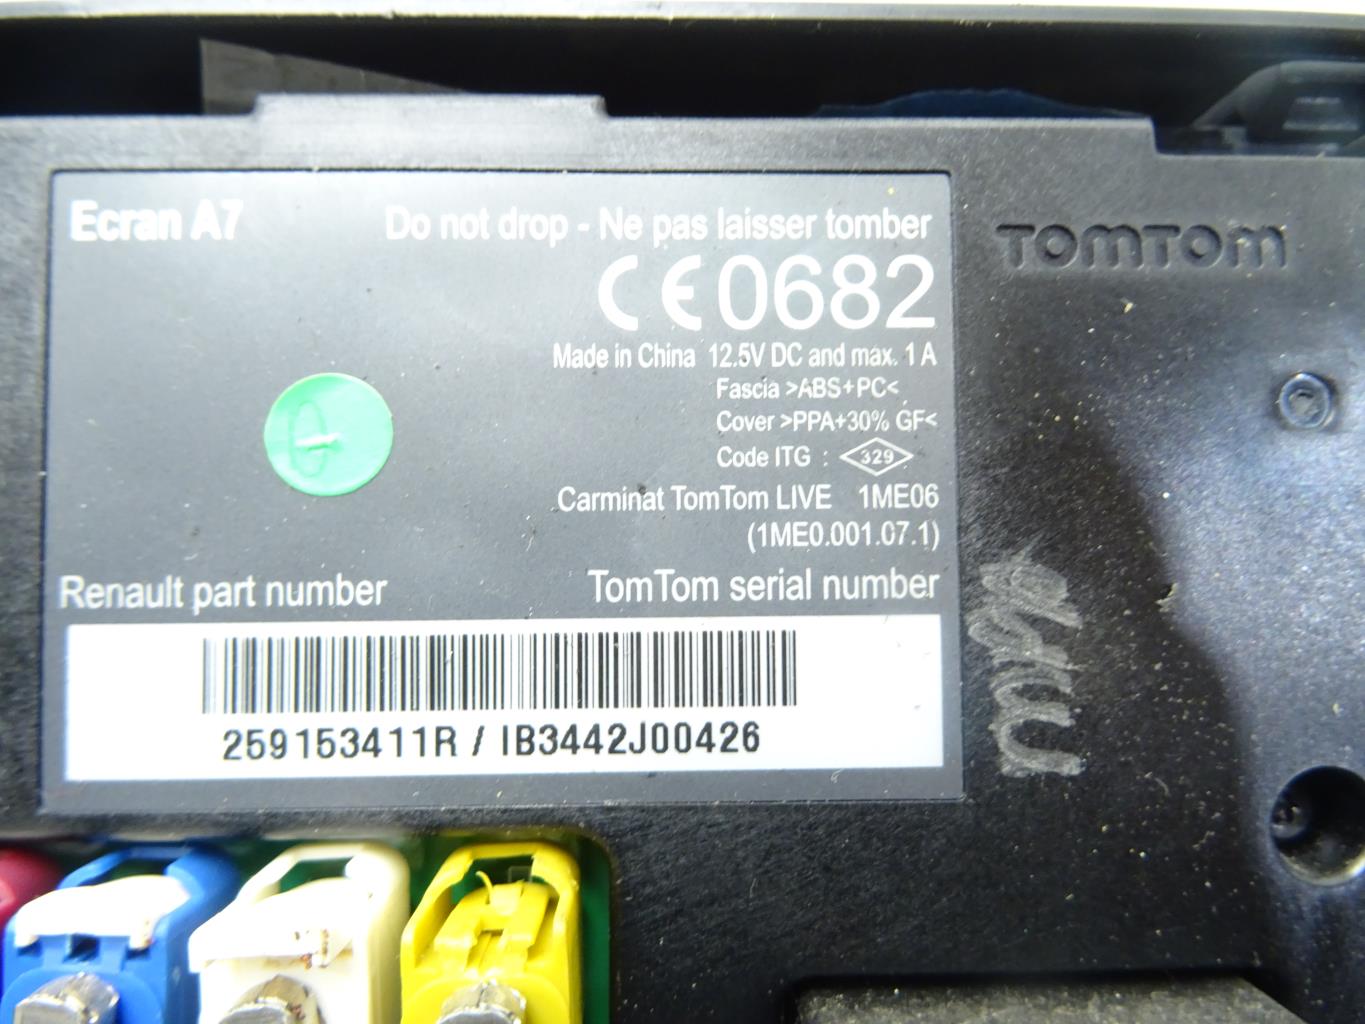 Ecran A7
Do not drop - Ne pas laisser tomber
TOMTOM
CE0682
Made in China 12.5V DC and max. 1 A
Fascia >ABS+PC<
Cover >PPA+30% GF<
Code ITG : 329
Carminat TomTom LIVE 1ME06
(1ME0.001.07.1)
Renault part number
TomTom serial number
259153411R / IB3442J00426